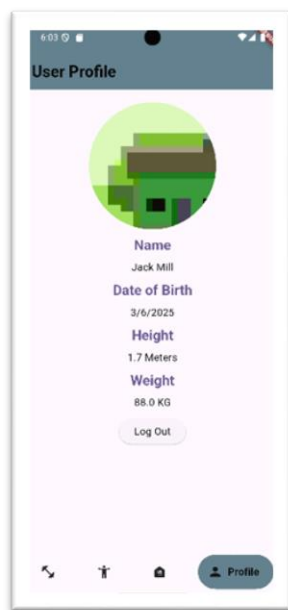 6:03
User Profile
Name
Jack Mill
Date of Birth
3/6/2025
Height
1.7 Meters
Weight
88.0 KG
Log Out
Profile